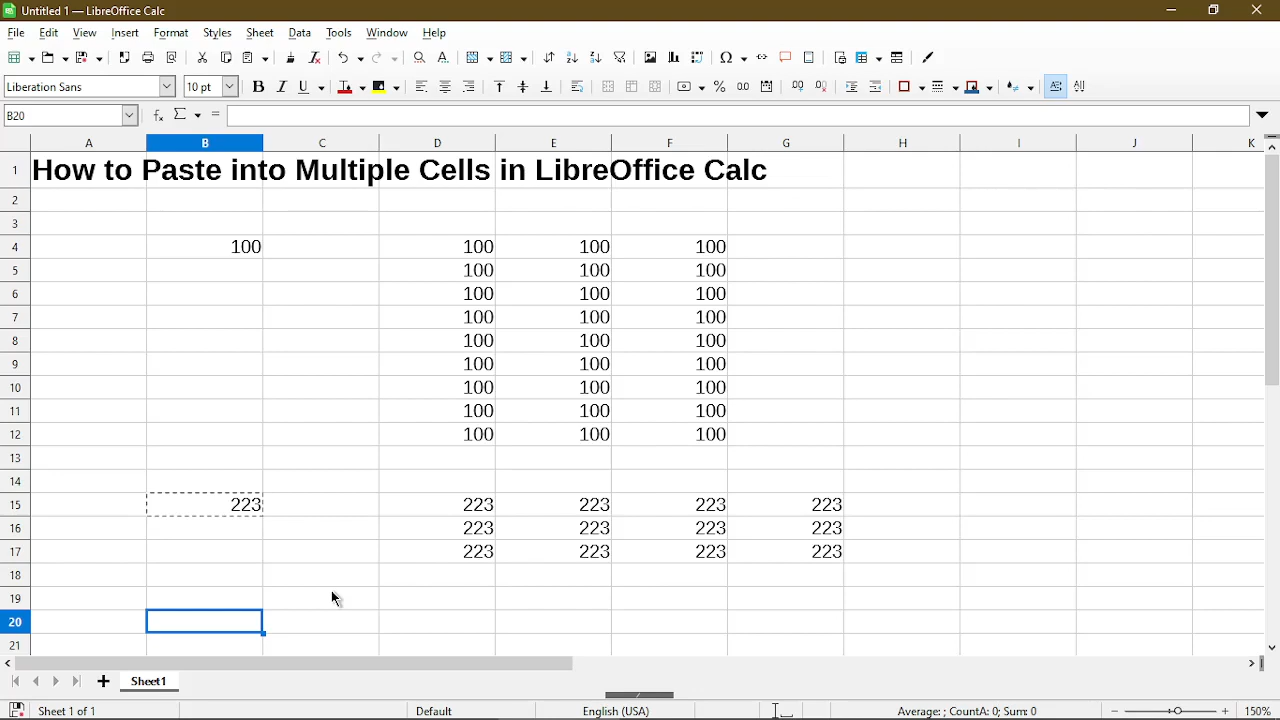 Untitled 1 — LibreOffice Calc
File Edit View Insert Format Styles Sheet Data Tools Window Help
Liberation Sans 10 pt B I U
B20
A B C D E F G H I J K
1 How to Paste into Multiple Cells in LibreOffice Calc
2
3
4 100 100 100 100
5 100 100 100
6 100 100 100
7 100 100 100
8 100 100 100
9 100 100 100
10 100 100 100
11 100 100 100
12 100 100 100
13
14
15 223 223 223 223 223
16 223 223 223 223
17 223 223 223 223
18
19
20
21
Sheet1
Sheet 1 of 1 Default English (USA) Average: ; CountA: 0; Sum: 0 150%